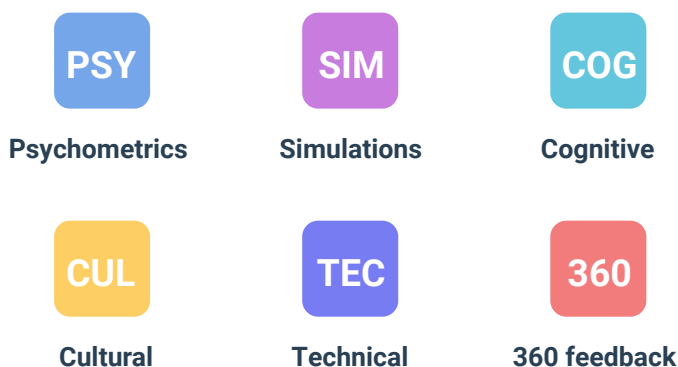 PSY SIM COG
Psychometrics Simulations Cognitive
CUL TEC 360
Cultural Technical 360 feedback